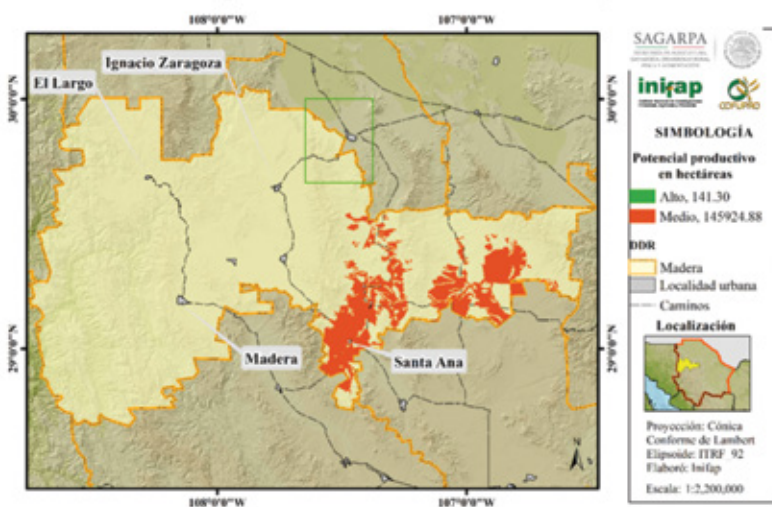 108°0'0"W
107°0'0"W
30°0'0"N
29°0'0"N
Ignacio Zaragoza
El Largo
Madera
Santa Ana
30°0'0"N
29°0'0"N
108°0'0"W
107°0'0"W
N
SAGARPA
inifap
COFUPRO
SIMBOLOGÍA
Potencial productivo
en hectáreas
Alto, 141.30
Medio, 145924.88
DDR
Madera
Localidad urbana
Caminos
Localización
Proyección: Cónica
Conforme de Lambert
Elipsoide: ITRF 92
Elaboró: Inifap
Escala: 1:2,200,000